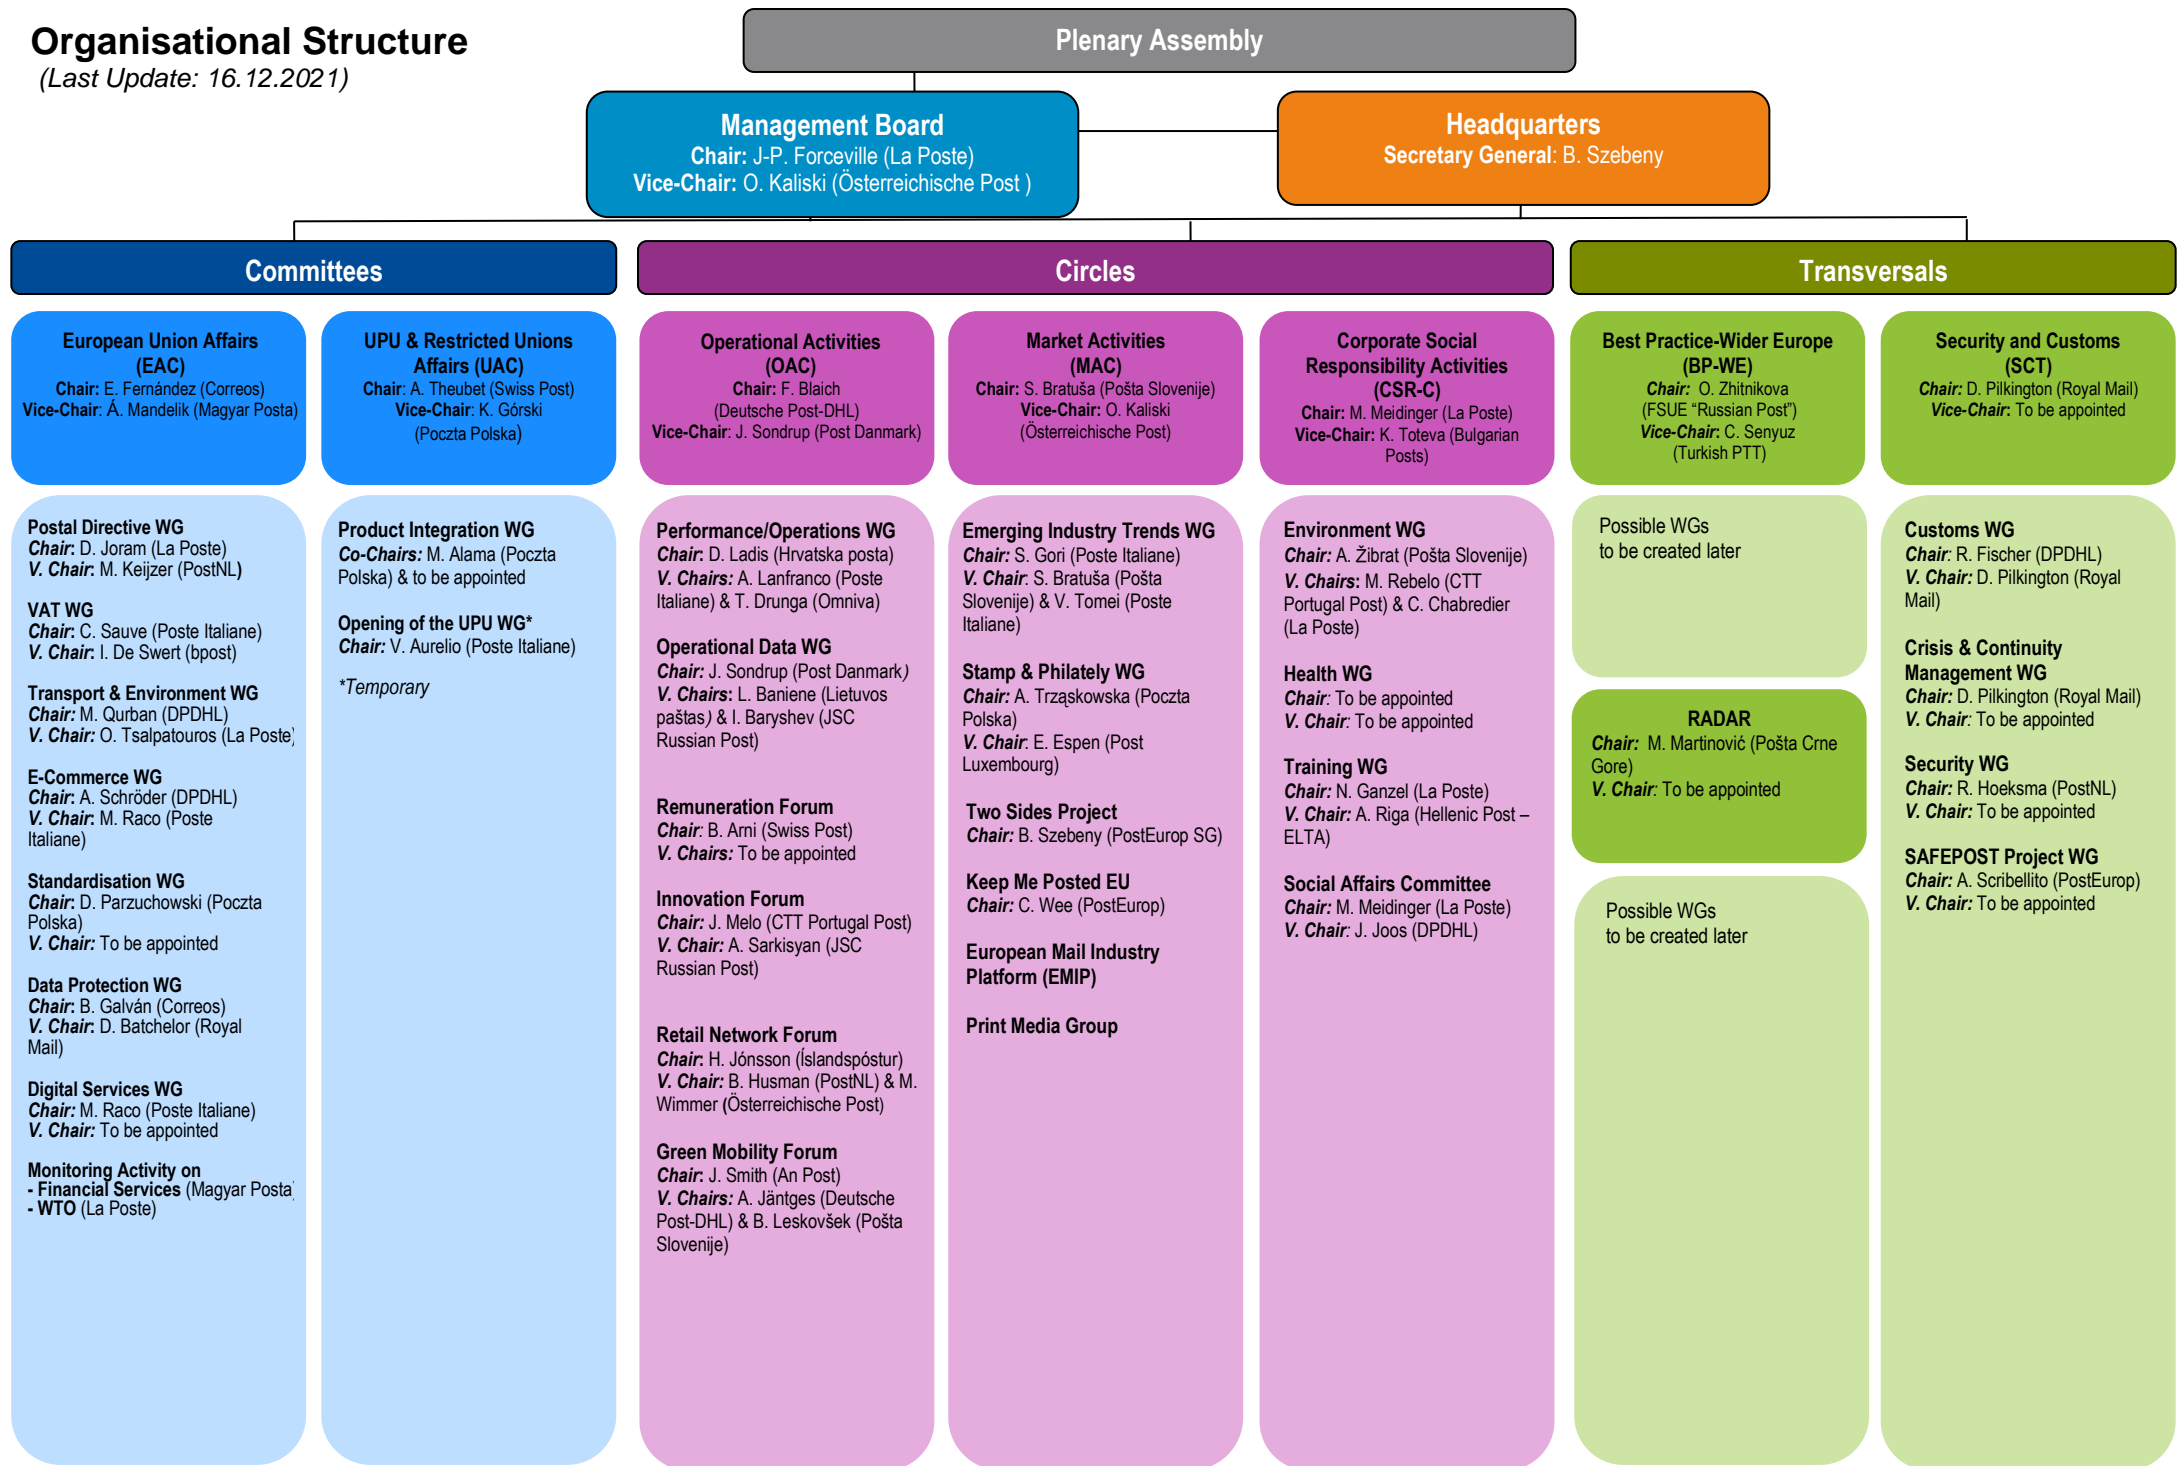 Organisational Structure
(Last Update: 16.12.2021)
Plenary Assembly
Management Board
Chair: J-P. Forceville (La Poste)
Vice-Chair: O. Kaliski (Österreichische Post )
Headquarters
Secretary General: B. Szebeny
Committees
European Union Affairs
(EAC)
Chair: E. Fernández (Correos)
Vice-Chair: Á. Mandelik (Magyar Posta)
Postal Directive WG
Chair: D. Joram (La Poste)
V. Chair: M. Keijzer (PostNL)
VAT WG
Chair: C. Sauve (Poste Italiane)
V. Chair: I. De Swert (bpost)
Transport & Environment WG
Chair: M. Qurban (DPDHL)
V. Chair: O. Tsalpatouros (La Poste)
E-Commerce WG
Chair: A. Schröder (DPDHL)
V. Chair: M. Raco (Poste
Italiane)
Standardisation WG
Chair: D. Parzuchowski (Poczta
Polska)
V. Chair: To be appointed
Data Protection WG
Chair: B. Galván (Correos)
V. Chair: D. Batchelor (Royal
Mail)
Digital Services WG
Chair: M. Raco (Poste Italiane)
V. Chair: To be appointed
Monitoring Activity on
- Financial Services (Magyar Posta)
- WTO (La Poste)
UPU & Restricted Unions
Affairs (UAC)
Chair: A. Theubet (Swiss Post)
Vice-Chair: K. Górski
(Poczta Polska)
Product Integration WG
Co-Chairs: M. Alama (Poczta
Polska) & to be appointed
Opening of the UPU WG*
Chair: V. Aurelio (Poste Italiane)
*Temporary
Circles
Operational Activities
(OAC)
Chair: F. Blaich
(Deutsche Post-DHL)
Vice-Chair: J. Sondrup (Post Danmark)
Performance/Operations WG
Chair: D. Ladis (Hrvatska posta)
V. Chairs: A. Lanfranco (Poste
Italiane) & T. Drunga (Omniva)
Operational Data WG
Chair: J. Sondrup (Post Danmark)
V. Chairs: L. Baniene (Lietuvos
paštas) & I. Baryshev (JSC
Russian Post)
Remuneration Forum
Chair: B. Arni (Swiss Post)
V. Chairs: To be appointed
Innovation Forum
Chair: J. Melo (CTT Portugal Post)
V. Chair: A. Sarkisyan (JSC
Russian Post)
Retail Network Forum
Chair: H. Jónsson (Íslandspóstur)
V. Chair: B. Husman (PostNL) & M.
Wimmer (Österreichische Post)
Green Mobility Forum
Chair: J. Smith (An Post)
V. Chairs: A. Jäntges (Deutsche
Post-DHL) & B. Leskovšek (Pošta
Slovenije)
Market Activities
(MAC)
Chair: S. Bratuša (Pošta Slovenije)
Vice-Chair: O. Kaliski
(Österreichische Post)
Emerging Industry Trends WG
Chair: S. Gori (Poste Italiane)
V. Chair: S. Bratuša (Pošta
Slovenije) & V. Tomei (Poste
Italiane)
Stamp & Philately WG
Chair: A. Trząskowska (Poczta
Polska)
V. Chair: E. Espen (Post
Luxembourg)
Two Sides Project
Chair: B. Szebeny (PostEurop SG)
Keep Me Posted EU
Chair: C. Wee (PostEurop)
European Mail Industry
Platform (EMIP)
Print Media Group
Corporate Social
Responsibility Activities
(CSR-C)
Chair: M. Meidinger (La Poste)
Vice-Chair: K. Toteva (Bulgarian
Posts)
Environment WG
Chair: A. Žibrat (Pošta Slovenije)
V. Chairs: M. Rebelo (CTT
Portugal Post) & C. Chabredier
(La Poste)
Health WG
Chair: To be appointed
V. Chair: To be appointed
Training WG
Chair: N. Ganzel (La Poste)
V. Chair: A. Riga (Hellenic Post –
ELTA)
Social Affairs Committee
Chair: M. Meidinger (La Poste)
V. Chair: J. Joos (DPDHL)
Transversals
Best Practice-Wider Europe
(BP-WE)
Chair: O. Zhitnikova
(FSUE “Russian Post”)
Vice-Chair: C. Senyuz
(Turkish PTT)
Possible WGs
to be created later
RADAR
Chair: M. Martinović (Pošta Crne
Gore)
V. Chair: To be appointed
Possible WGs
to be created later
Security and Customs
(SCT)
Chair: D. Pilkington (Royal Mail)
Vice-Chair: To be appointed
Customs WG
Chair: R. Fischer (DPDHL)
V. Chair: D. Pilkington (Royal
Mail)
Crisis & Continuity
Management WG
Chair: D. Pilkington (Royal Mail)
V. Chair: To be appointed
Security WG
Chair: R. Hoeksma (PostNL)
V. Chair: To be appointed
SAFEPOST Project WG
Chair: A. Scribellito (PostEurop)
V. Chair: To be appointed